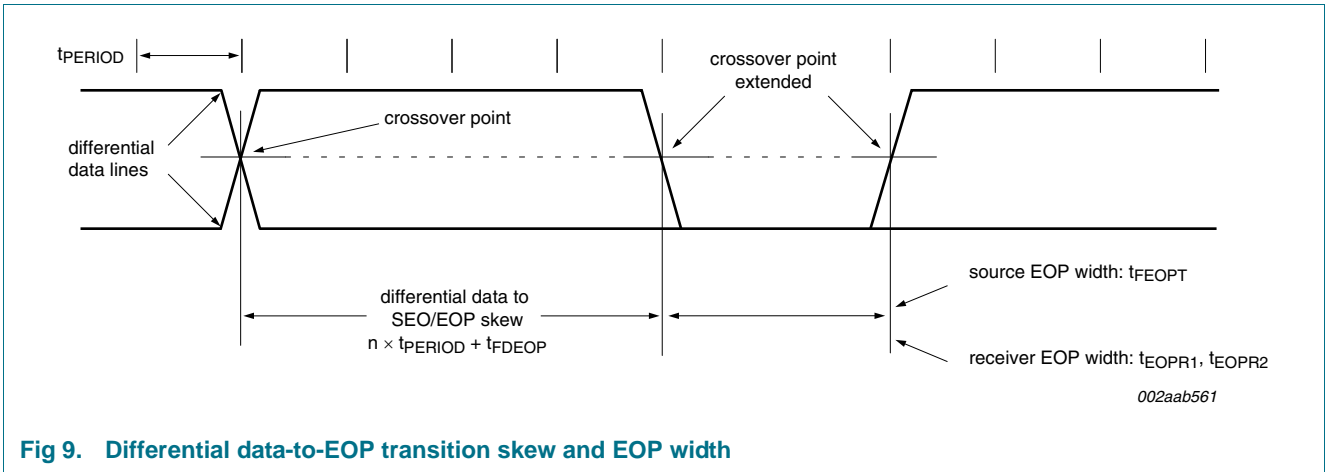 tPERIOD
crossover point
extended
crossover point
differential
data lines
source EOP width: tFEOPT
differential data to
SEO/EOP skew
n × tPERIOD + tFDEOP
receiver EOP width: tEOPR1, tEOPR2
002aab561
Fig 9. Differential data-to-EOP transition skew and EOP width